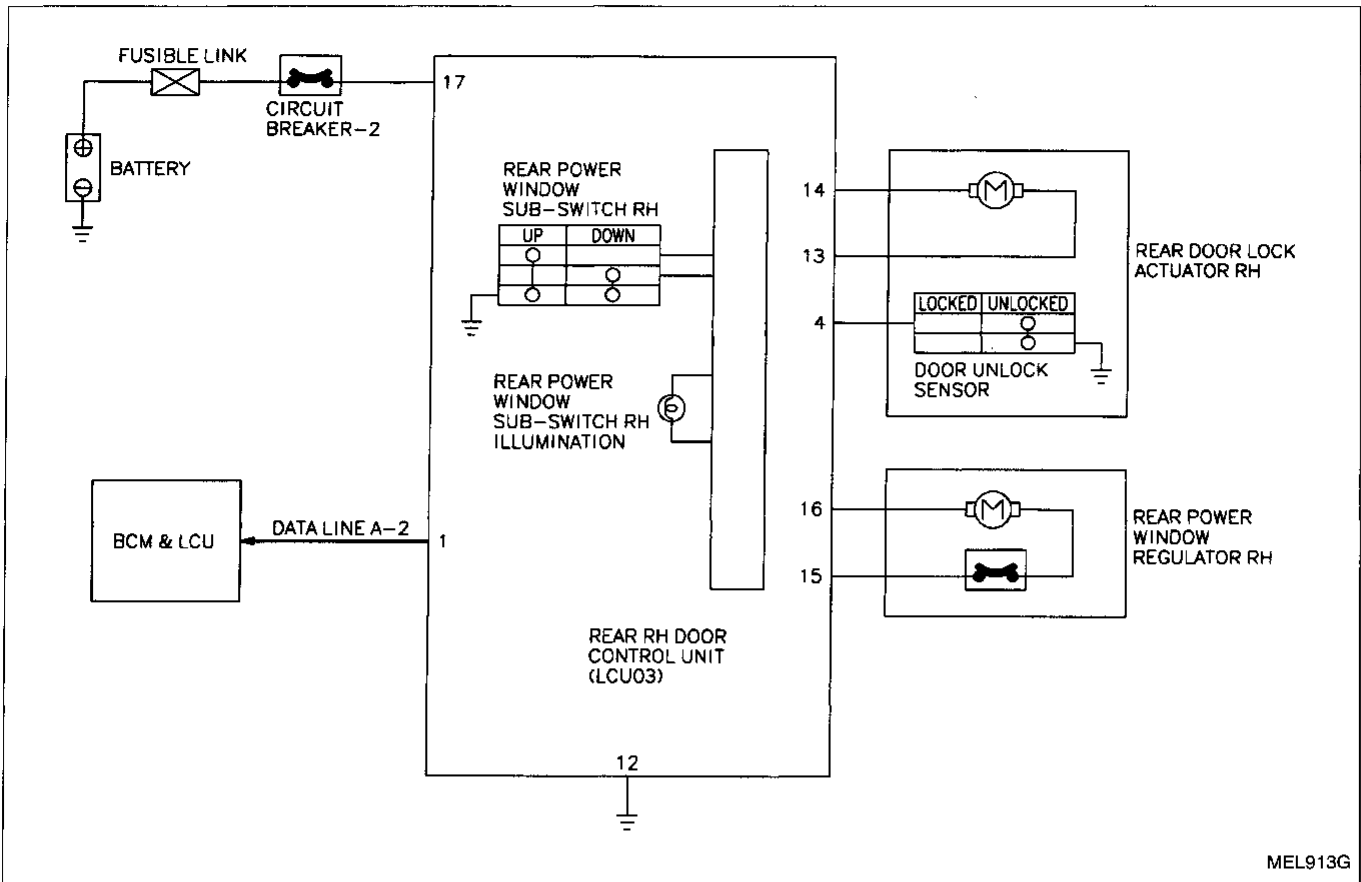 FUSIBLE LINK
CIRCUIT
BREAKER-2
BATTERY
17
REAR POWER
WINDOW
SUB-SWITCH RH
UP DOWN
14
13
4
M
REAR DOOR LOCK
ACTUATOR RH
LOCKED UNLOCKED
DOOR UNLOCK
SENSOR
REAR POWER
WINDOW
SUB-SWITCH RH
ILLUMINATION
BCM & LCU
DATA LINE A-2
1
16
15
M
REAR POWER
WINDOW
REGULATOR RH
REAR RH DOOR
CONTROL UNIT
(LCU03)
12
MEL913G